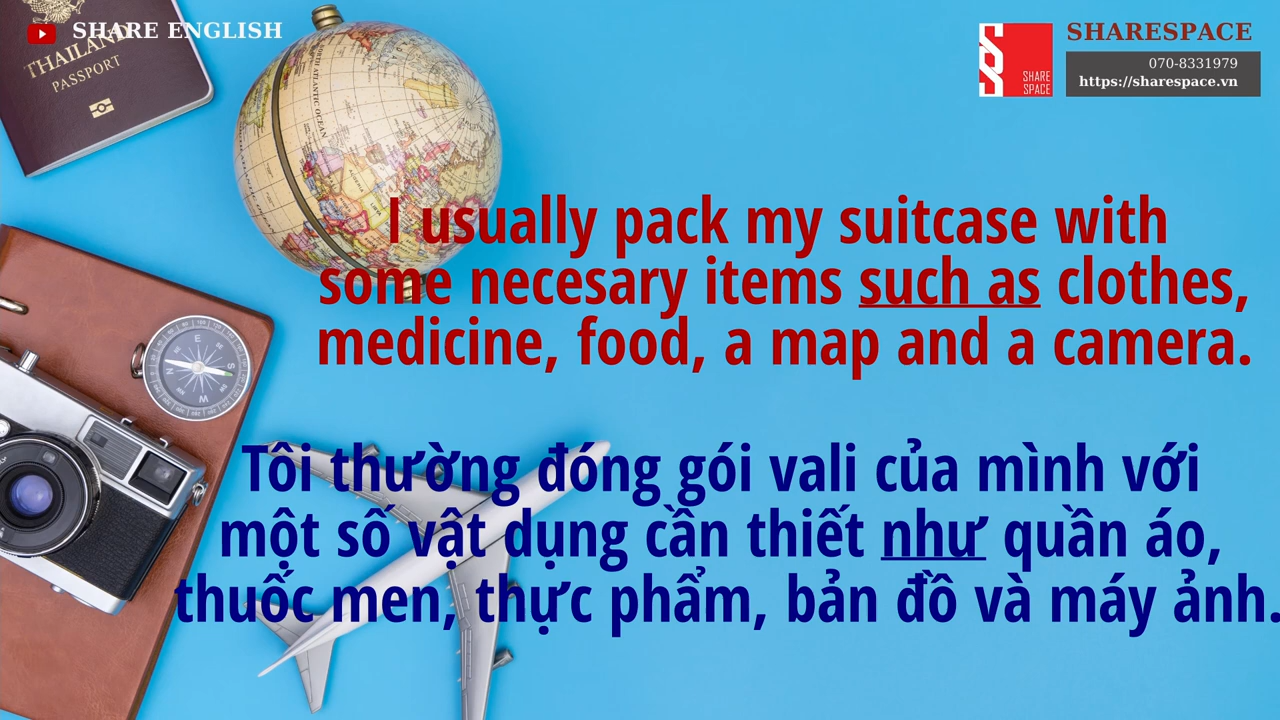 SHARE ENGLISH
THAILAND
PASSPORT
SHARE
SPACE
SHARESPACE
070-8331979
https://sharespace.vn
I usually pack my suitcase with
some necesary items such as clothes,
medicine, food, a map and a camera.
Tôi thường đóng gói vali của mình với
một số vật dụng cần thiết như quần áo,
thuốc men, thực phẩm, bản đồ và máy ảnh.